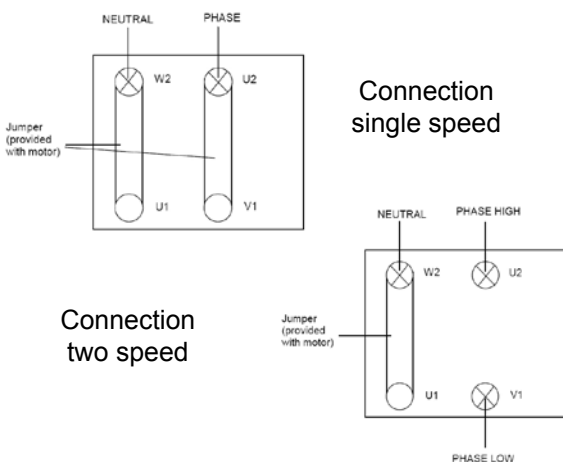 NEUTRAL
PHASE
W2
U2
Jumper
(provided
with motor)
U1
V1
Connection
single speed
NEUTRAL
PHASE HIGH
W2
U2
Connection
two speed
Jumper
(provided
with motor)
U1
V1
PHASE LOW